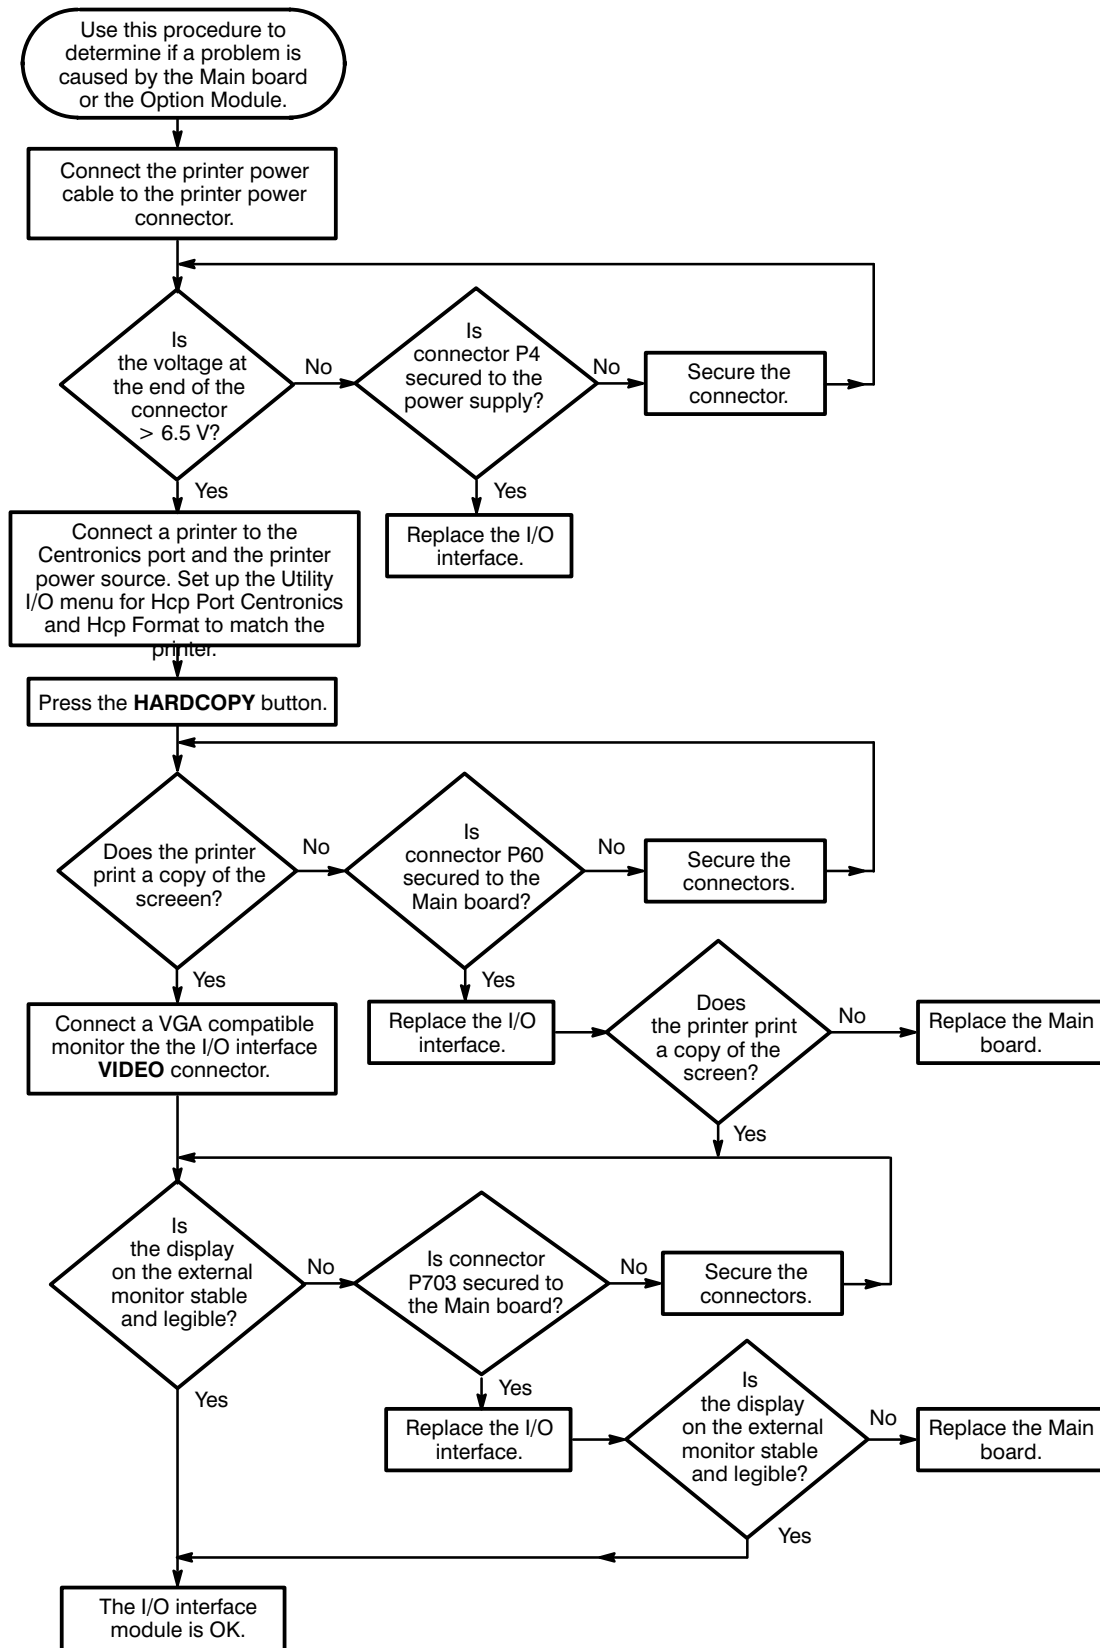 Use this procedure to
determine if a problem is
caused by the Main board
or the Option Module.
Connect the printer power
cable to the printer power
connector.
Is
the voltage at
the end of the
connector
> 6.5 V?
No
Is
connector P4
secured to the
power supply?
No
Secure the
connector.
Yes
Yes
Connect a printer to the
Centronics port and the printer
power source. Set up the Utility
I/O menu for Hcp Port Centronics
and Hcp Format to match the
printer.
Replace the I/O
interface.
Press the HARDCOPY button.
Does the printer
print a copy of the
screeen?
No
Is
connector P60
secured to the
Main board?
No
Secure the
connectors.
Yes
Yes
Connect a VGA compatible
monitor the the I/O interface
VIDEO connector.
Replace the I/O
interface.
Does
the printer print
a copy of the
screen?
No
Replace the Main
board.
Yes
Is
the display
on the external
monitor stable
and legible?
No
Is connector
P703 secured to
the Main board?
No
Secure the
connectors.
Yes
Yes
Replace the I/O
interface.
Is
the display
on the external
monitor stable
and legible?
No
Replace the Main
board.
Yes
The I/O interface
module is OK.